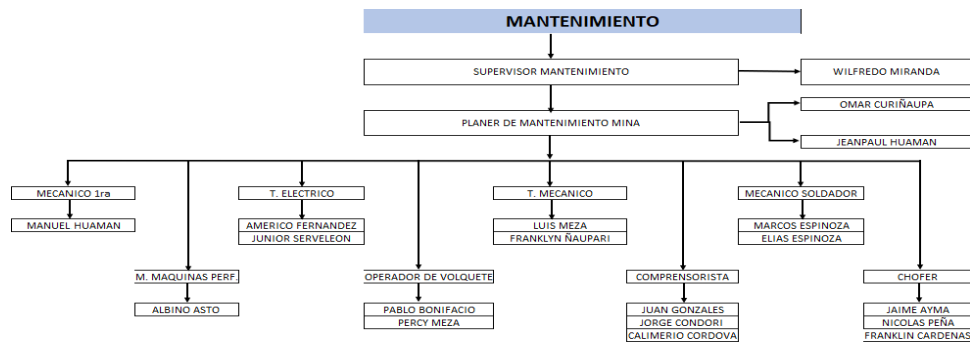 MANTENIMIENTO
SUPERVISOR MANTENIMIENTO
WILFREDO MIRANDA
OMAR CURIÑAUPA
PLANER DE MANTENIMIENTO MINA
JEANPAUL HUAMAN
MECANICO 1ra
T. ELECTRICO
T. MECANICO
MECANICO SOLDADOR
MANUEL HUAMAN
AMERICO FERNANDEZ
JUNIOR SERVELEON
LUIS MEZA
FRANKLYN ÑAUPARI
MARCOS ESPINOZA
ELIAS ESPINOZA
M. MAQUINAS PERF.
OPERADOR DE VOLQUETE
COMPRENSORISTA
CHOFER
ALBINO ASTO
PABLO BONIFACIO
PERCY MEZA
JUAN GONZALES
JORGE CONDORI
CALIMERIO CORDOVA
JAIME AYMA
NICOLAS PEÑA
FRANKLIN CARDENAS